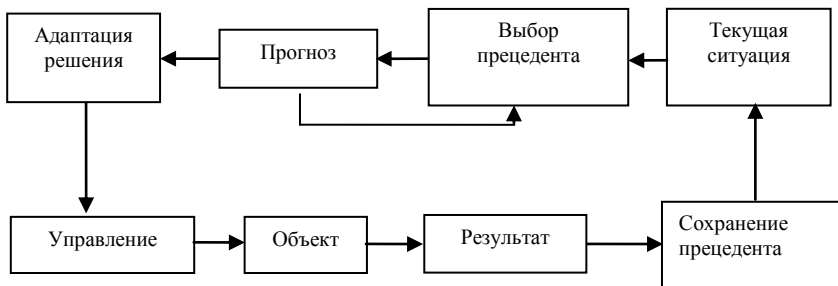 Адаптация
решения
Прогноз
Выбор
прецедента
Текущая
ситуация
Управление
Объект
Результат
Сохранение
прецедента